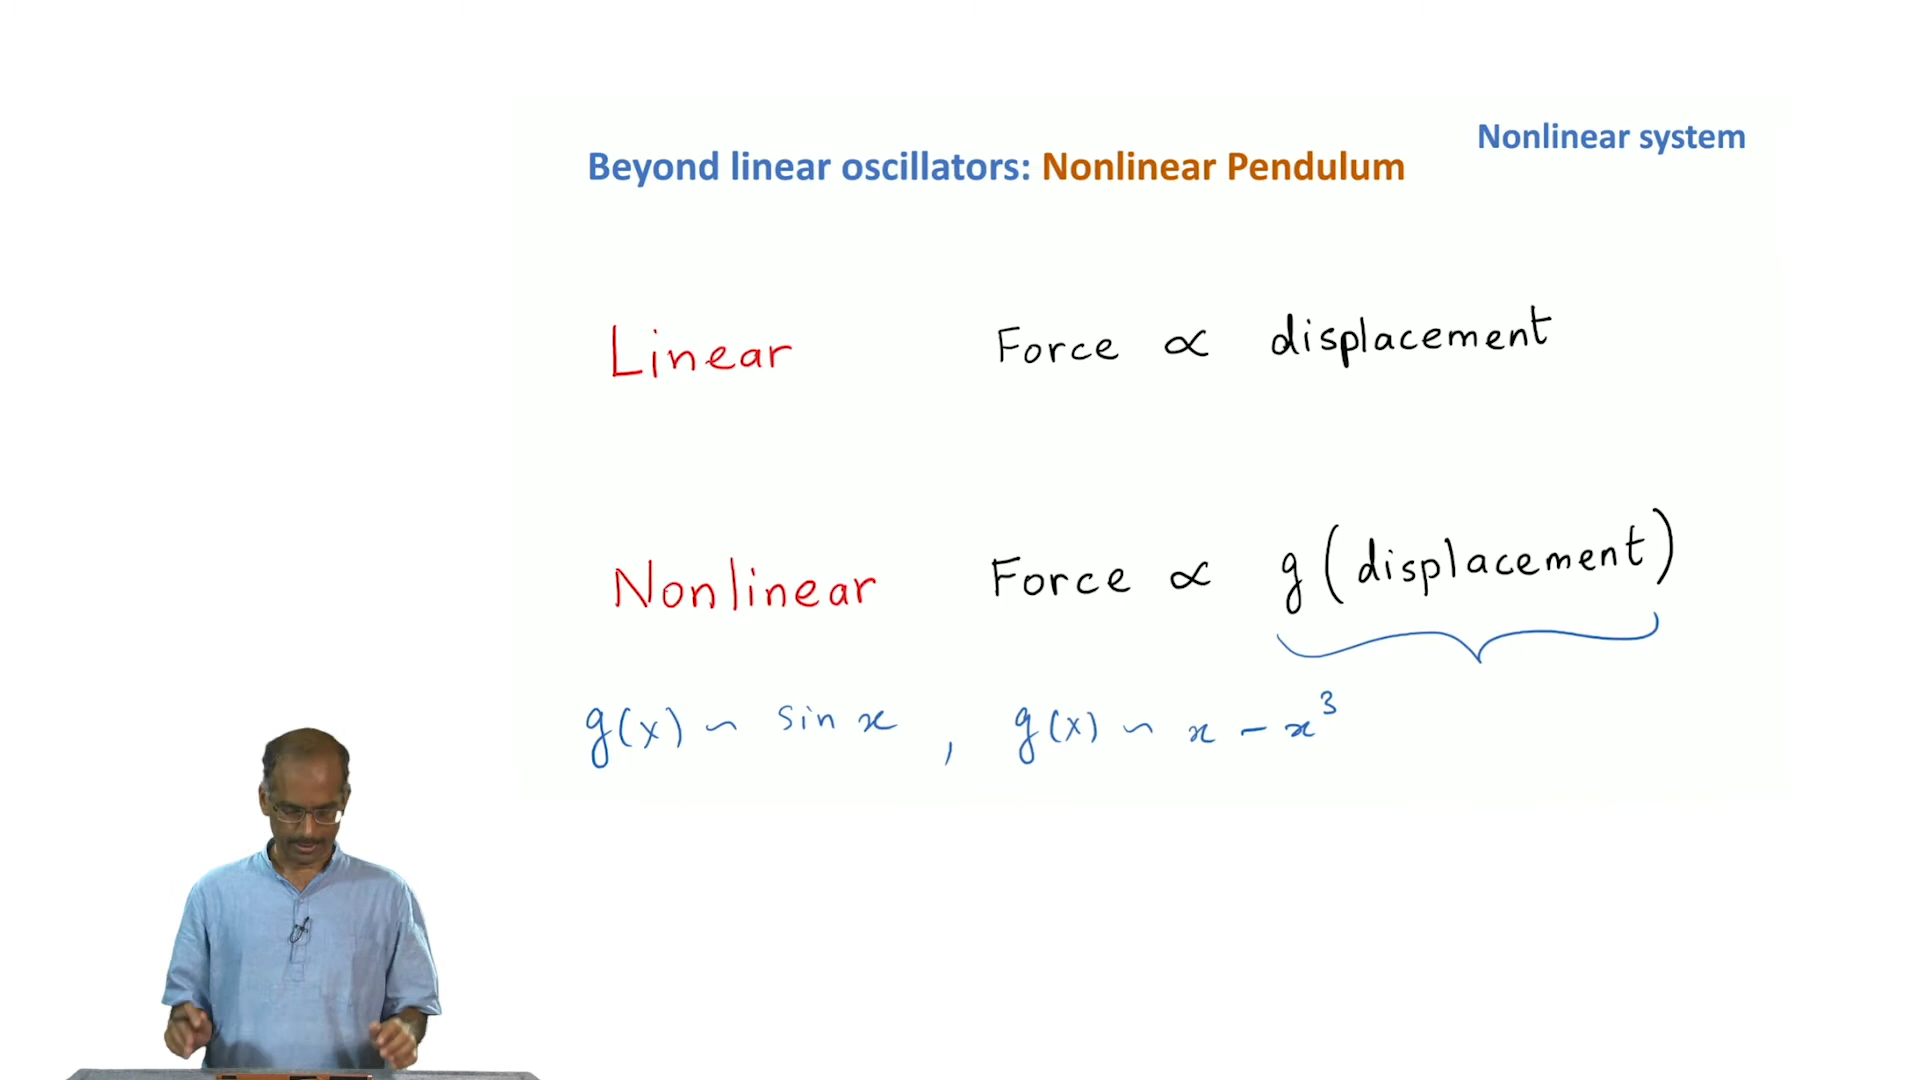 Nonlinear system
Beyond linear oscillators: Nonlinear Pendulum
Linear Force ∝ displacement
Nonlinear Force ∝ g(displacement)
g(x) ~ sin x , g(x) ~ x - x³